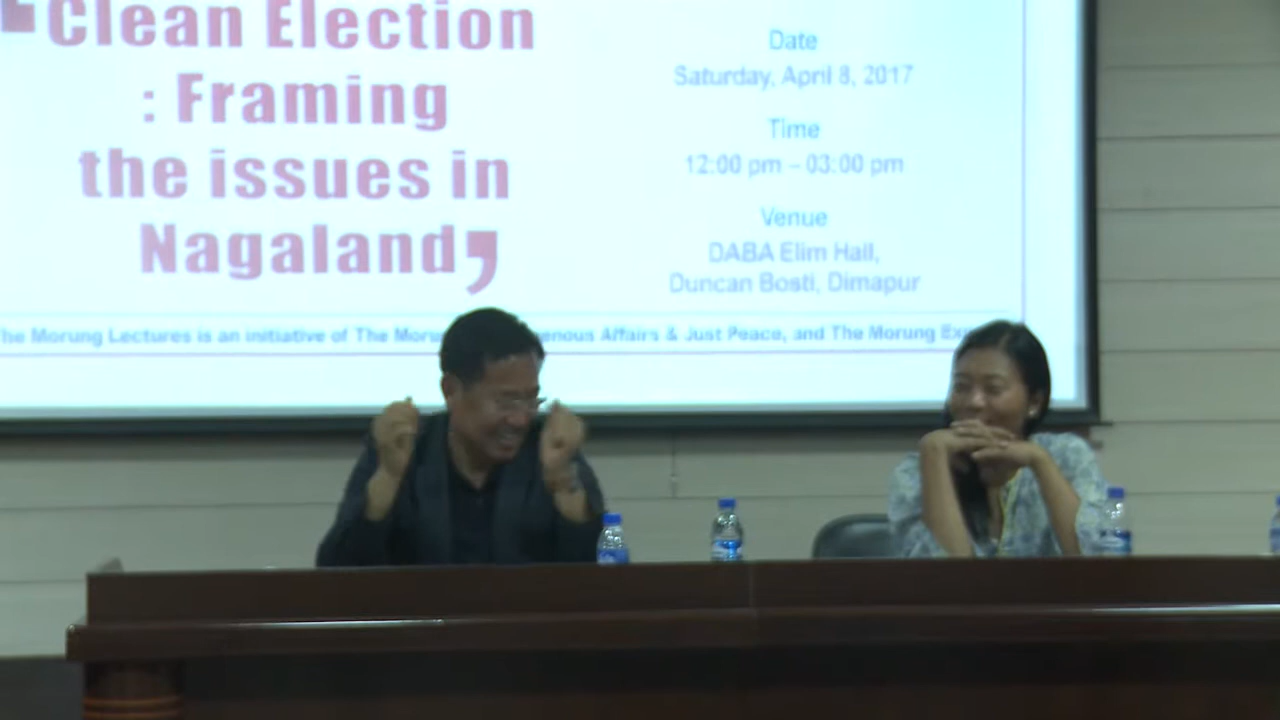 ‘Clean Election
: Framing
the issues in
Nagaland’
Date
Saturday, April 8, 2017
Time
12:00 pm – 03:00 pm
Venue
DABA Elim Hall,
Duncan Bosti, Dimapur
The Morung Lectures is an initiative of The Affairs & Just Peace, and The Morung